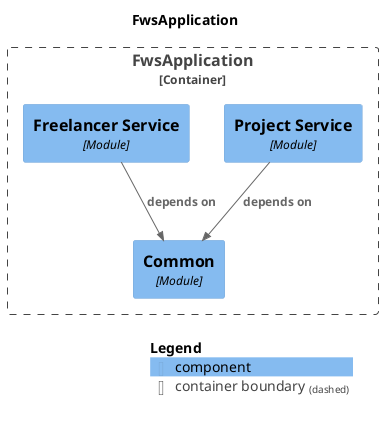 FwsApplication
FwsApplication
[Container]
Freelancer Service
[Module]
Project Service
[Module]
depends on
depends on
Common
[Module]
Legend
component
container boundary (dashed)